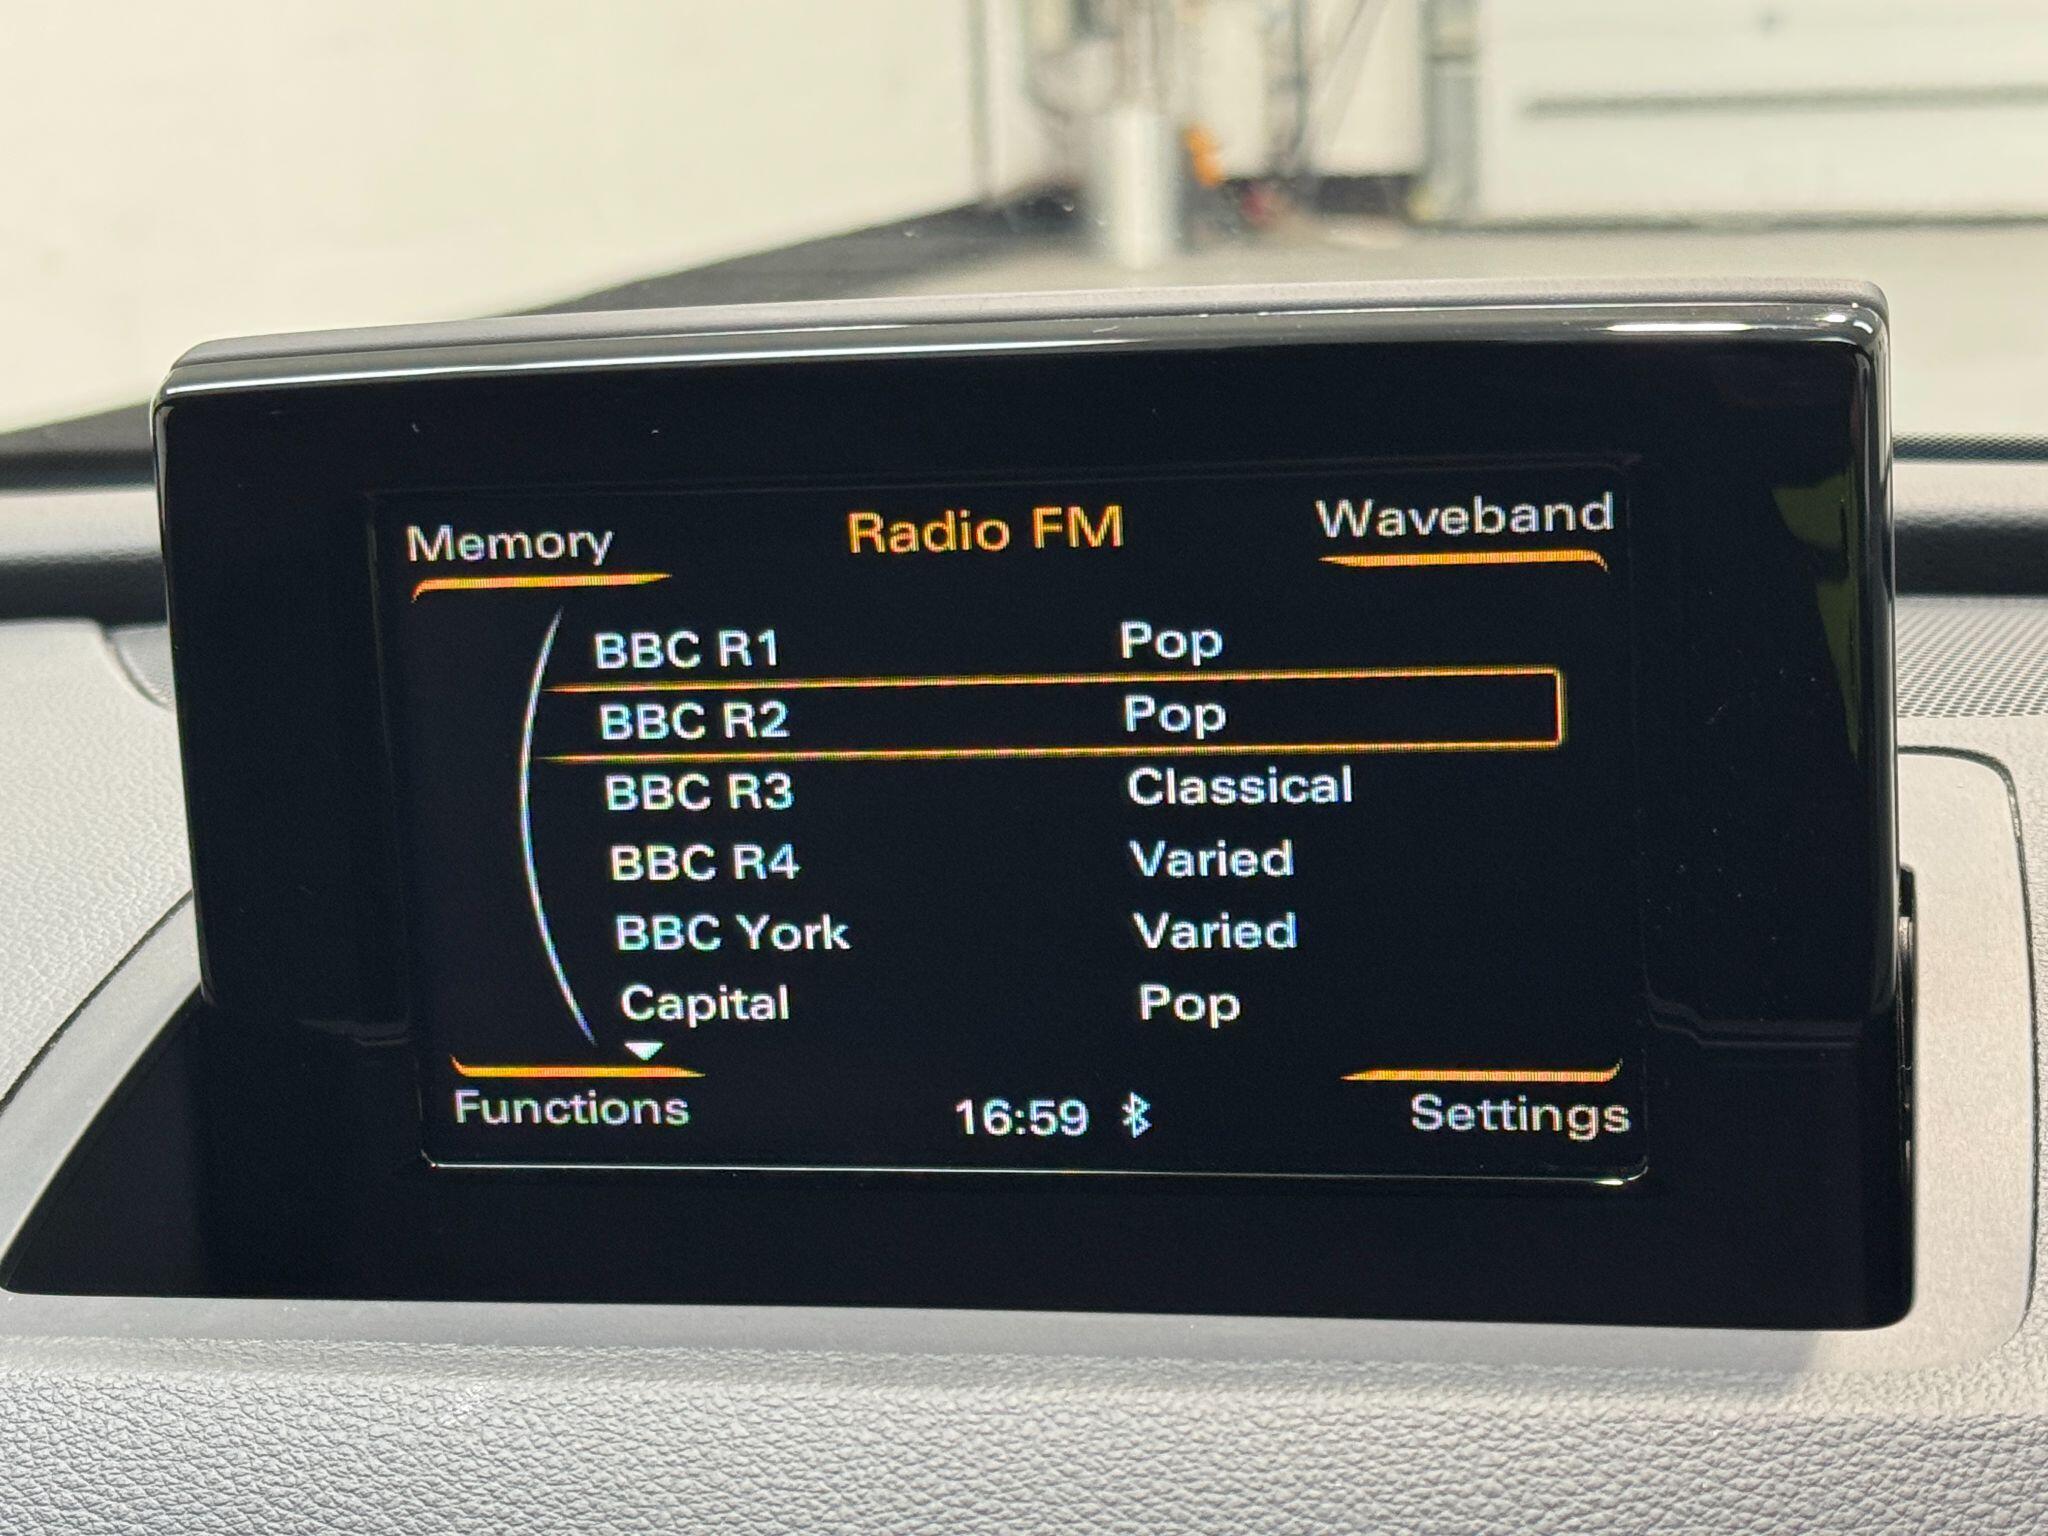 Memory Radio FM Waveband
BBC R1 Pop
BBC R2 Pop
BBC R3 Classical
BBC R4 Varied
BBC York Varied
Capital Pop
Functions 16:59 Settings